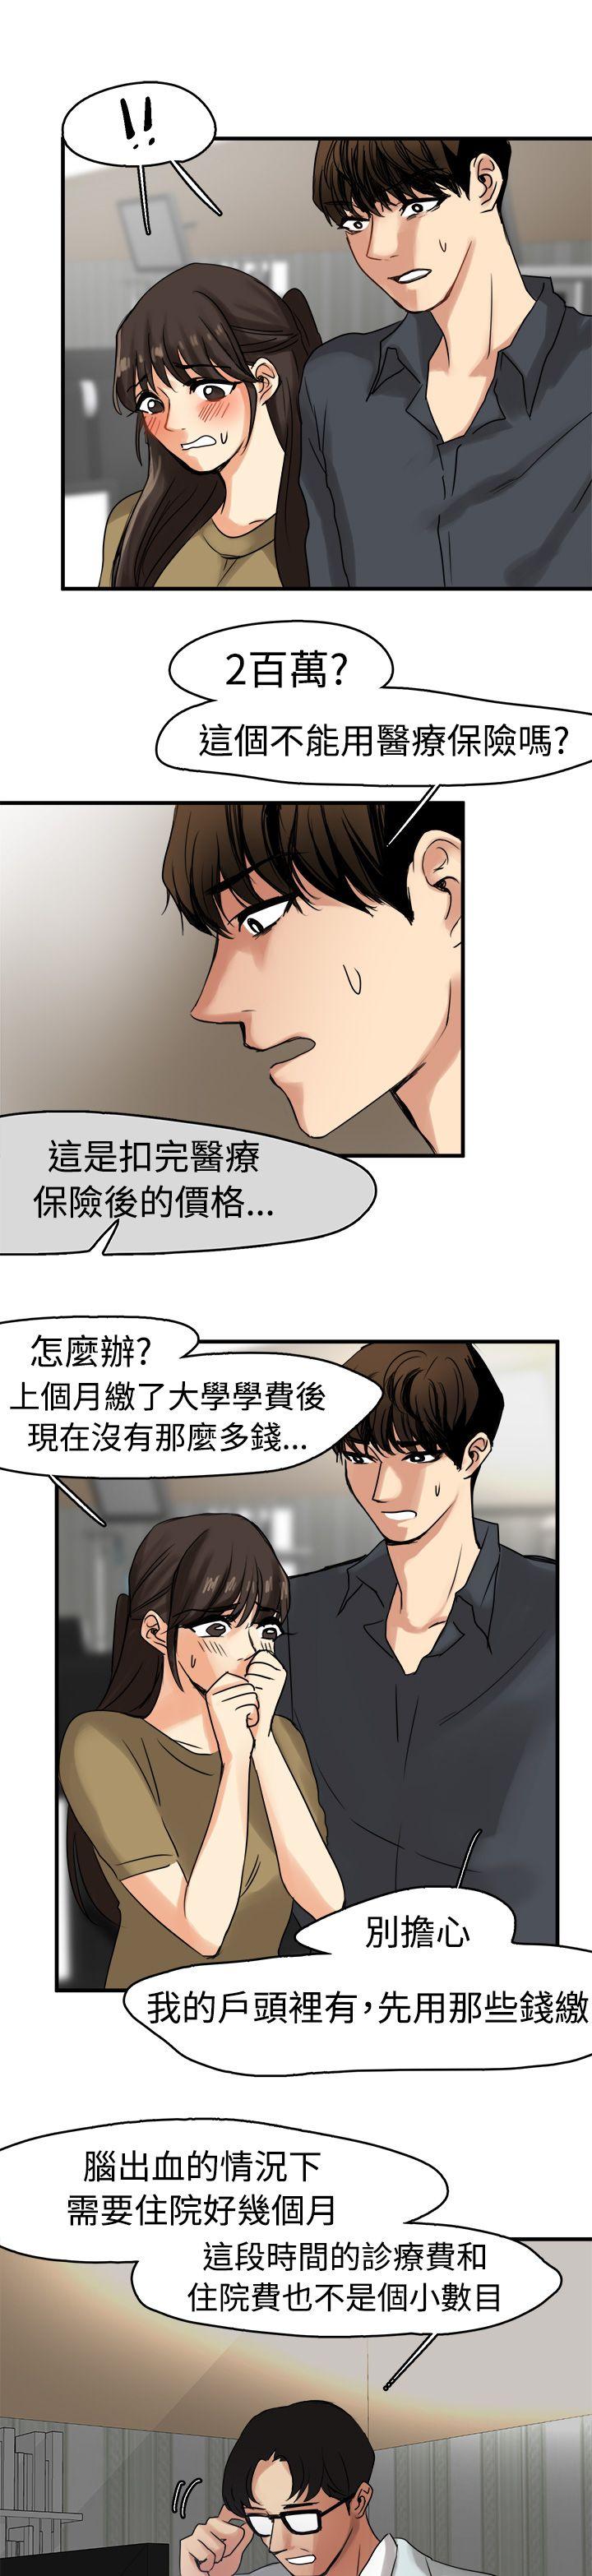 !!
2百萬?
這個不能用醫療保險嗎?
這是扣完醫療
保險後的價格...
怎麼辦?
上個月繳了大學學費後
現在沒有那麼多錢...
別擔心
我的戶頭裡有,先用那些錢繳
腦出血的情況下
需要住院好幾個月
這段時間的診療費和
住院費也不是個小數目